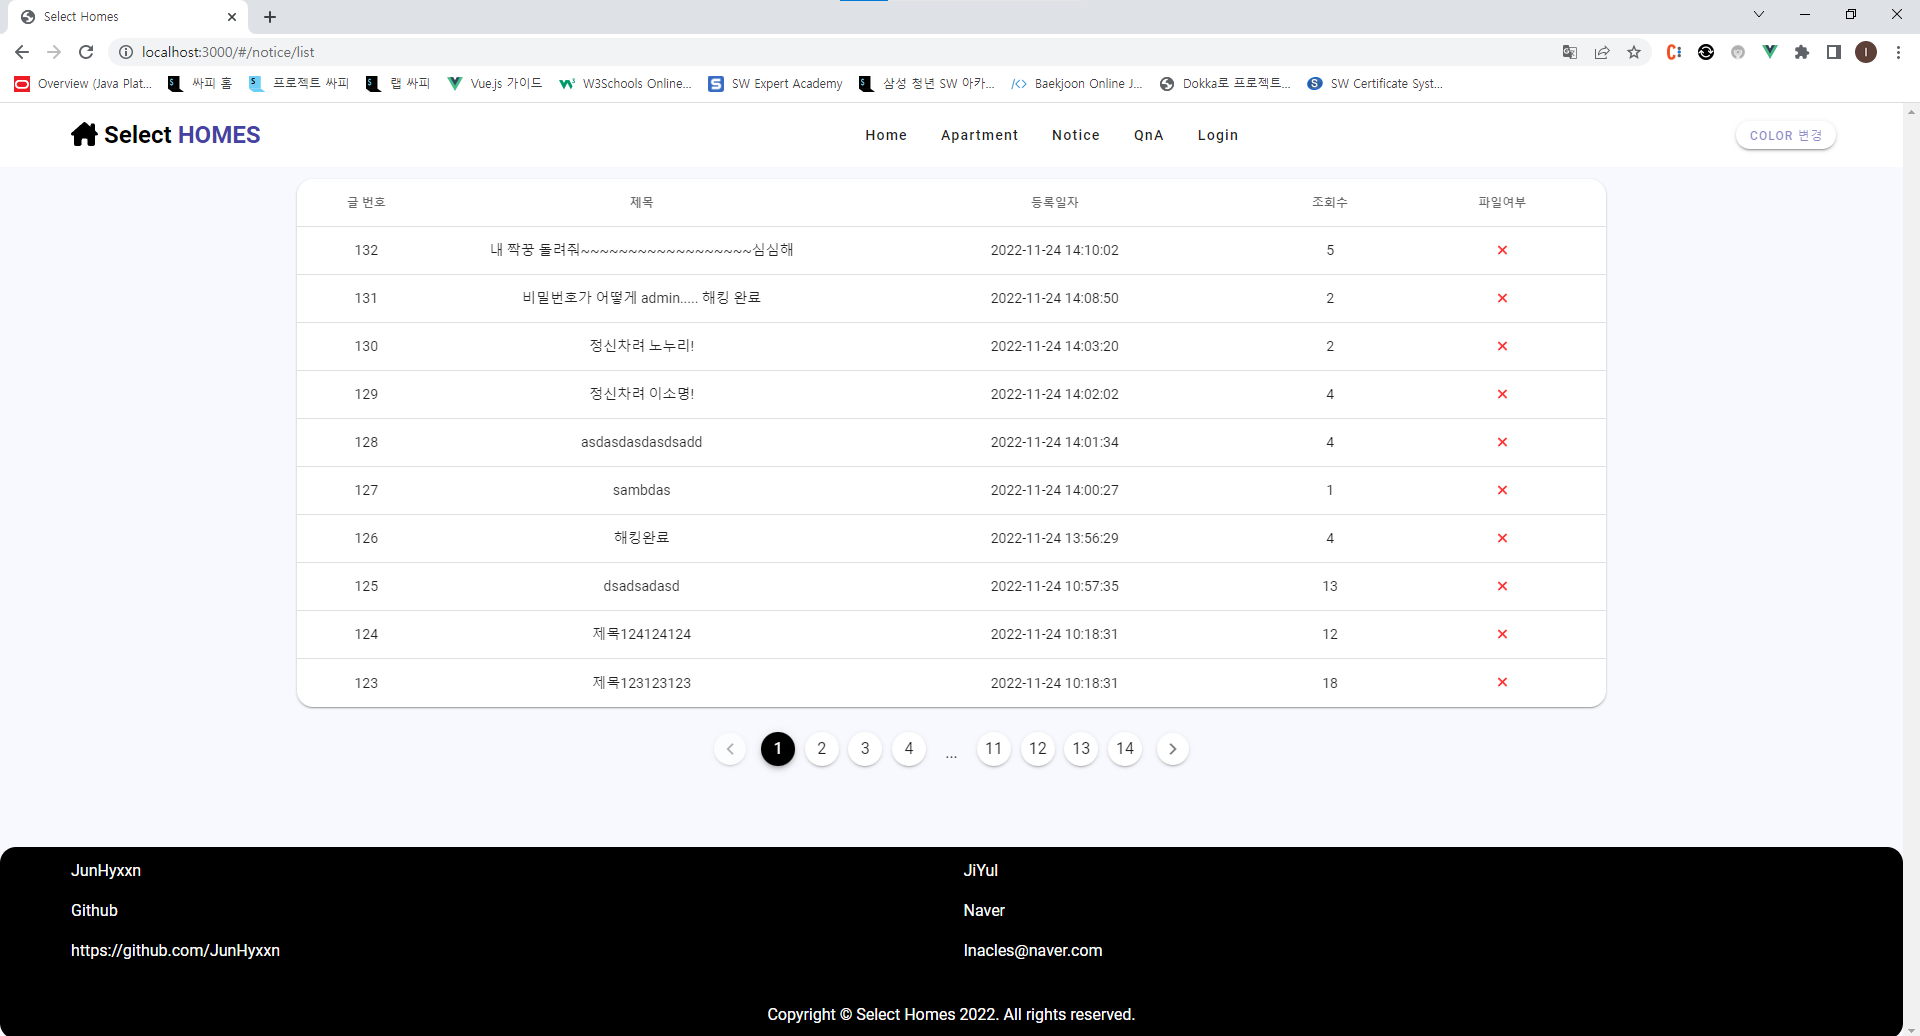 Select Homes
localhost:3000/#/notice/list
Overview (Java Plat... 싸피 홈 프로젝트 싸피 랩 싸피 Vue.js 가이드 W3Schools Online... SW Expert Academy 삼성 청년 SW 아카... Baekjoon Online J... Dokka로 프로젝트... SW Certificate Syst...
Select HOMES Home Apartment Notice QnA Login COLOR 변경
글 번호 제목 등록일자 조회수 파일여부
132 내 짝꿍 돌려줘~~~~~~~~~~~~~~~~~~심심해 2022-11-24 14:10:02 5
131 비밀번호가 어떻게 admin..... 해킹 완료 2022-11-24 14:08:50 2
130 정신차려 노누리! 2022-11-24 14:03:20 2
129 정신차려 이소명! 2022-11-24 14:02:02 4
128 asdasdasdasdsadd 2022-11-24 14:01:34 4
127 sambdas 2022-11-24 14:00:27 1
126 해킹완료 2022-11-24 13:56:29 4
125 dsadsadasd 2022-11-24 10:57:35 13
124 제목124124124 2022-11-24 10:18:31 12
123 제목123123123 2022-11-24 10:18:31 18
1 2 3 4 ... 11 12 13 14
JunHyxxn JiYul
Github Naver
https://github.com/JunHyxxn lnacles@naver.com
Copyright © Select Homes 2022. All rights reserved.